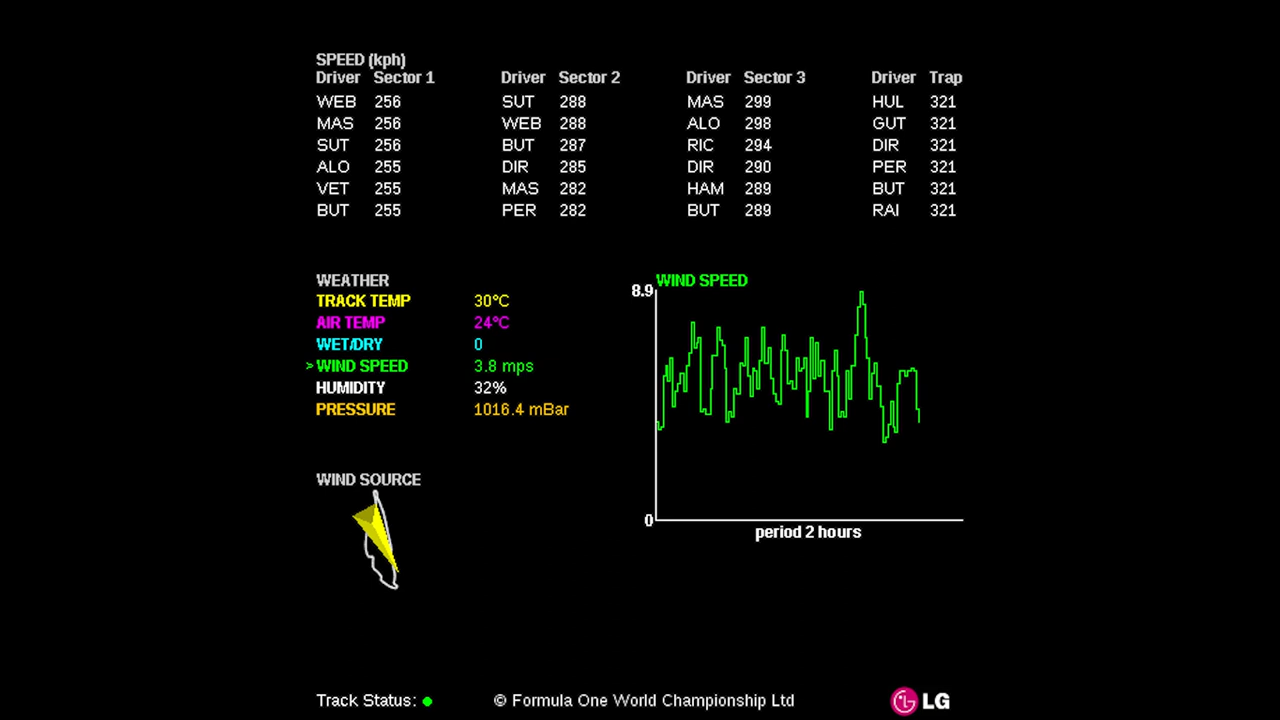 SPEED (kph)
Driver Sector 1 Driver Sector 2 Driver Sector 3 Driver Trap
WEB 256 SUT 288 MAS 299 HUL 321
MAS 256 WEB 288 ALO 298 GUT 321
SUT 256 BUT 287 RIC 294 DIR 321
ALO 255 DIR 285 DIR 290 PER 321
VET 255 MAS 282 HAM 289 BUT 321
BUT 255 PER 282 BUT 289 RAI 321
WEATHER
TRACK TEMP 30°C
AIR TEMP 24°C
WET/DRY 0
> WIND SPEED 3.8 mps
HUMIDITY 32%
PRESSURE 1016.4 mBar
WIND SPEED
8.9
0
period 2 hours
WIND SOURCE
Track Status: © Formula One World Championship Ltd LG